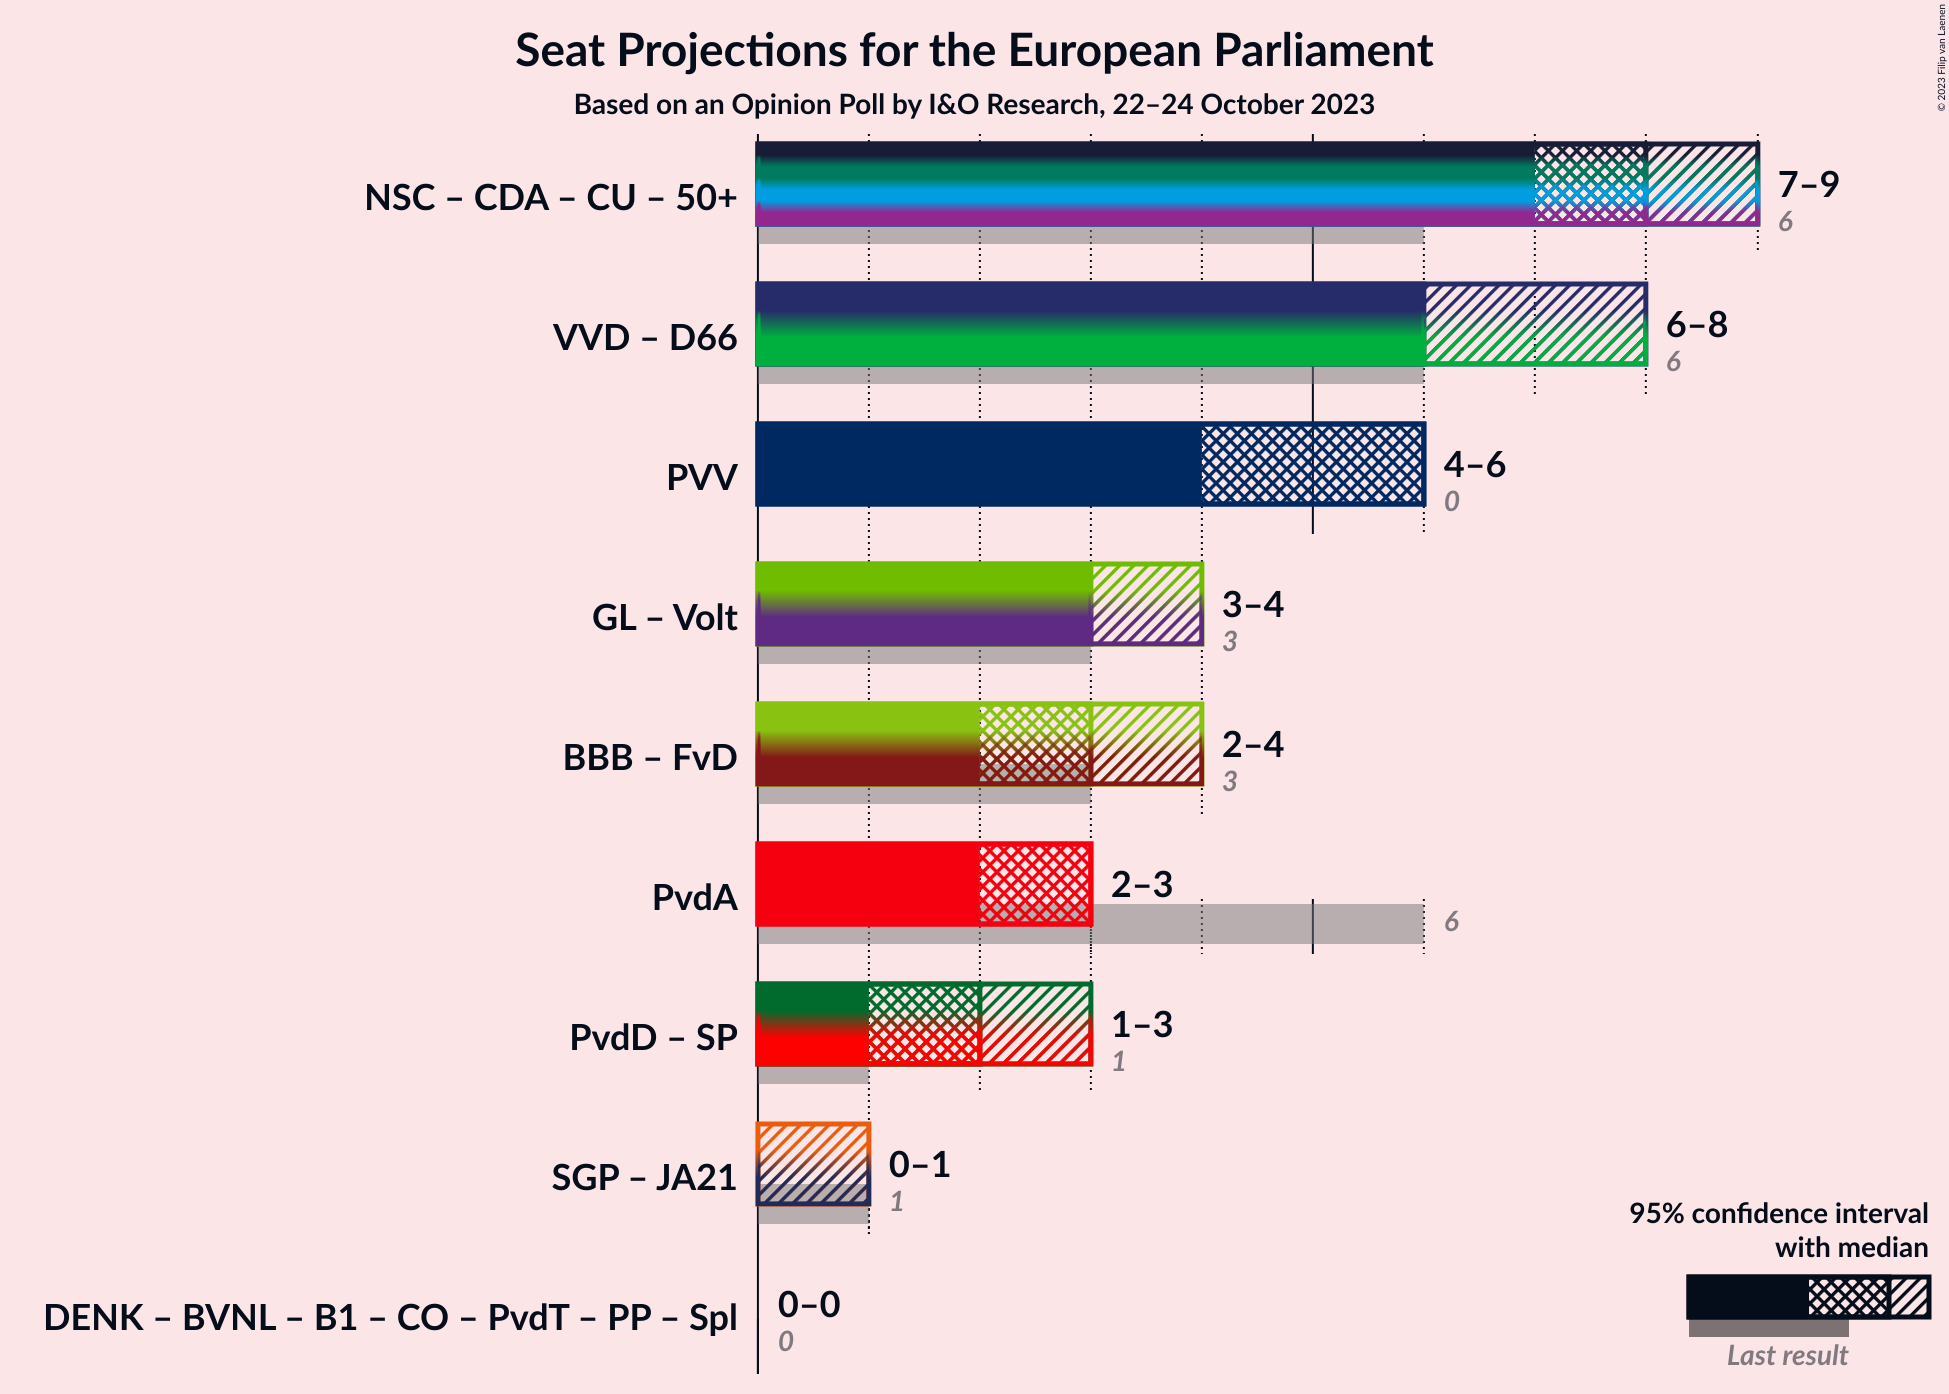 Seat Projections for the European Parliament
Based on an Opinion Poll by I&O Research, 22–24 October 2023
© 2023 Filip van Laenen
NSC – CDA – CU – 50+
7–9
6
VVD – D66
6–8
6
PVV
4–6
0
GL – Volt
3–4
3
BBB – FvD
2–4
3
PvdA
2–3
6
PvdD – SP
1–3
1
SGP – JA21
0–1
1
DENK – BVNL – B1 – CO – PvdT – PP – Spl
0–0
0
95% confidence interval
with median
Last result